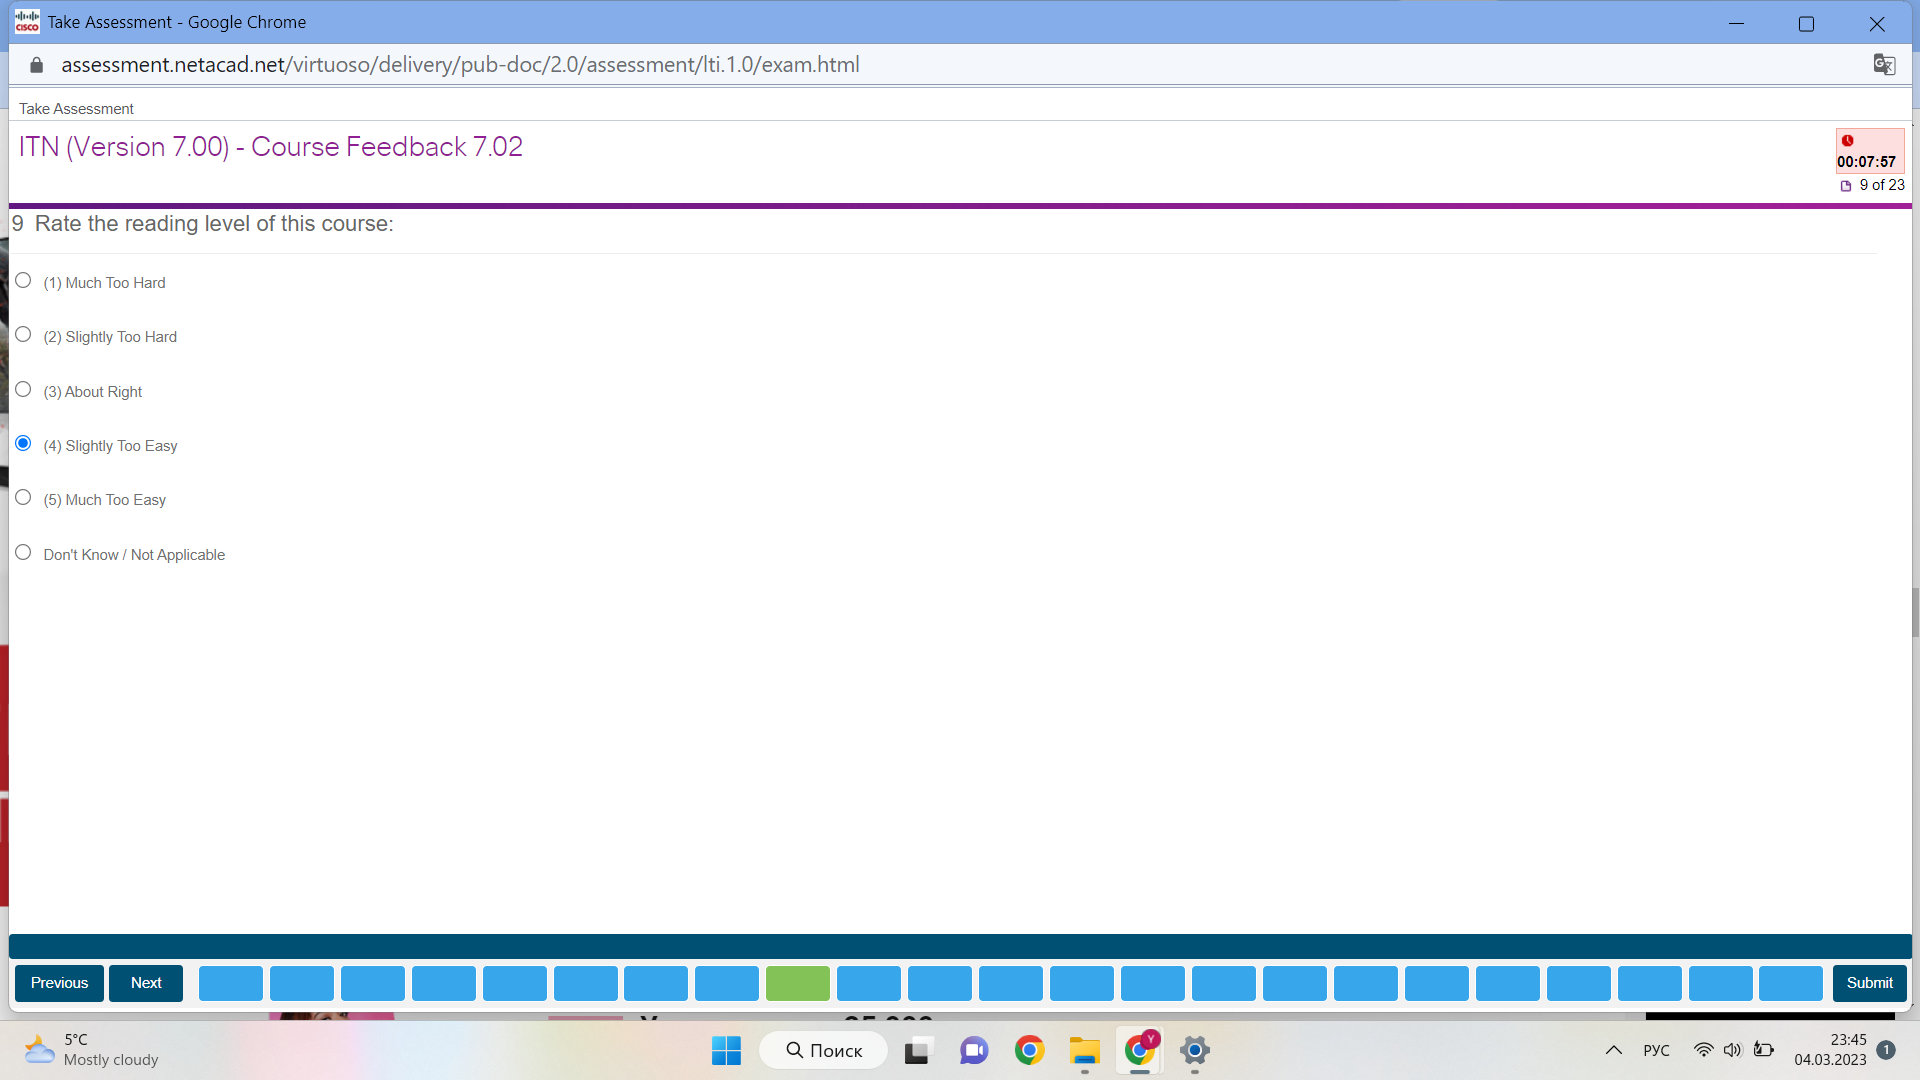 CISCO Take Assessment - Google Chrome
assessment.netacad.net/virtuoso/delivery/pub-doc/2.0/assessment/lti.1.0/exam.html
Take Assessment
ITN (Version 7.00) - Course Feedback 7.02
00:07:57
9 of 23
9 Rate the reading level of this course:
(1) Much Too Hard
(2) Slightly Too Hard
(3) About Right
(4) Slightly Too Easy
(5) Much Too Easy
Don't Know / Not Applicable
Previous Next Submit
5°C
Mostly cloudy
Поиск
Y
РУС
23:45
04.03.2023
1